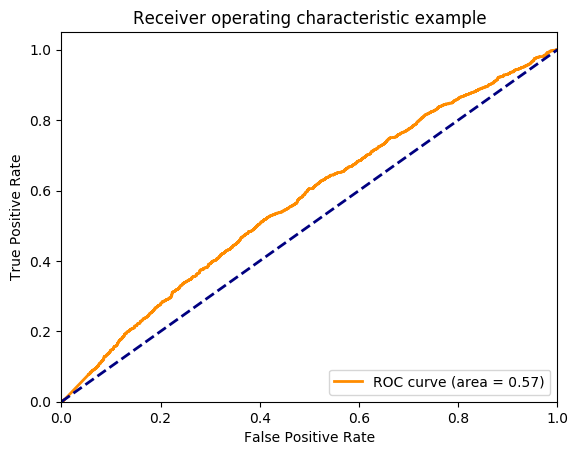 Receiver operating characteristic example
True Positive Rate
1.0
0.8
0.6
0.4
0.2
0.0
ROC curve (area = 0.57)
0.0 0.2 0.4 0.6 0.8 1.0
False Positive Rate